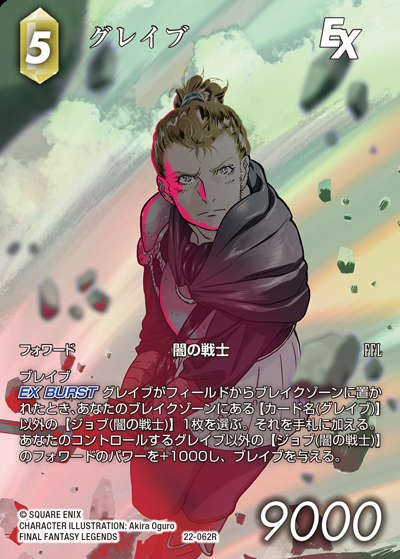 5
グレイブ
EX
フォワード
闇の戦士
FFL
ブレイブ
EX BURST グレイブがフィールドからブレイクゾーンに置か
れたとき、あなたのブレイクゾーンにある【カード名(グレイブ)】
以外の【ジョブ(闇の戦士)】1枚を選ぶ。それを手札に加える。
あなたのコントロールするグレイブ以外の【ジョブ(闇の戦士)】
のフォワードのパワーを+1000し、ブレイブを与える。
© SQUARE ENIX
CHARACTER ILLUSTRATION: Akira Oguro
FINAL FANTASY LEGENDS
22-062R
9000